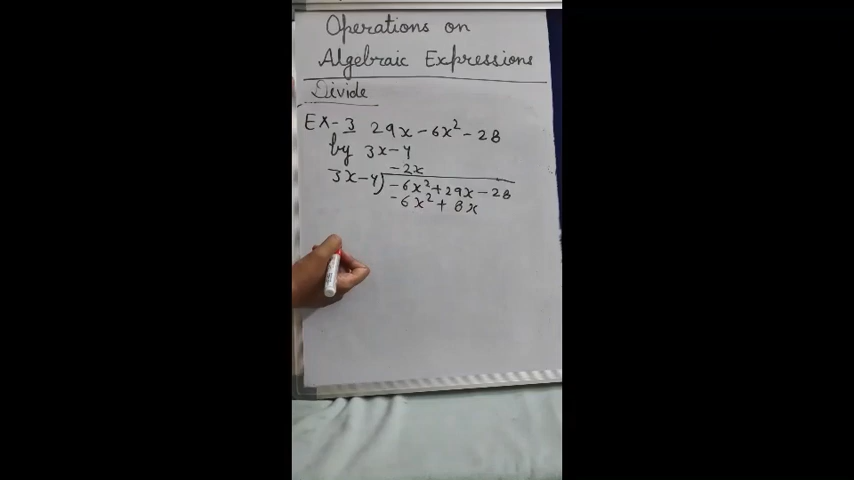 Operations on
Algebraic Expressions
Divide
Ex-3 29x - 6x² - 28
by 3x-4
-2x
3x-4) -6x² + 29x - 28
-6x² + 8x